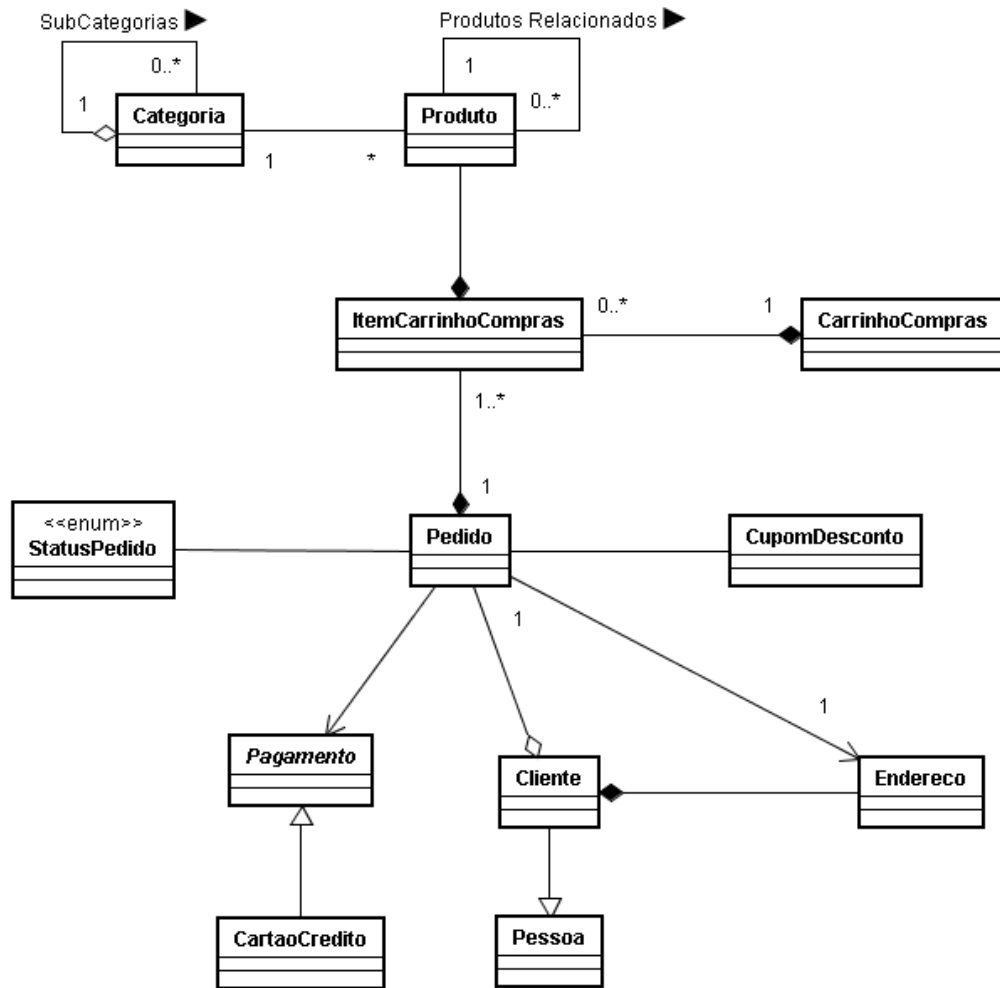 SubCategorias
Produtos Relacionados
0..*
1
1
0..*
Categoria
Produto
1
*
ItemCarrinhoCompras
0..*
1
CarrinhoCompras
1..*
1
<<enum>>
StatusPedido
Pedido
CupomDesconto
1
1
Pagamento
Cliente
Endereco
CartaoCredito
Pessoa